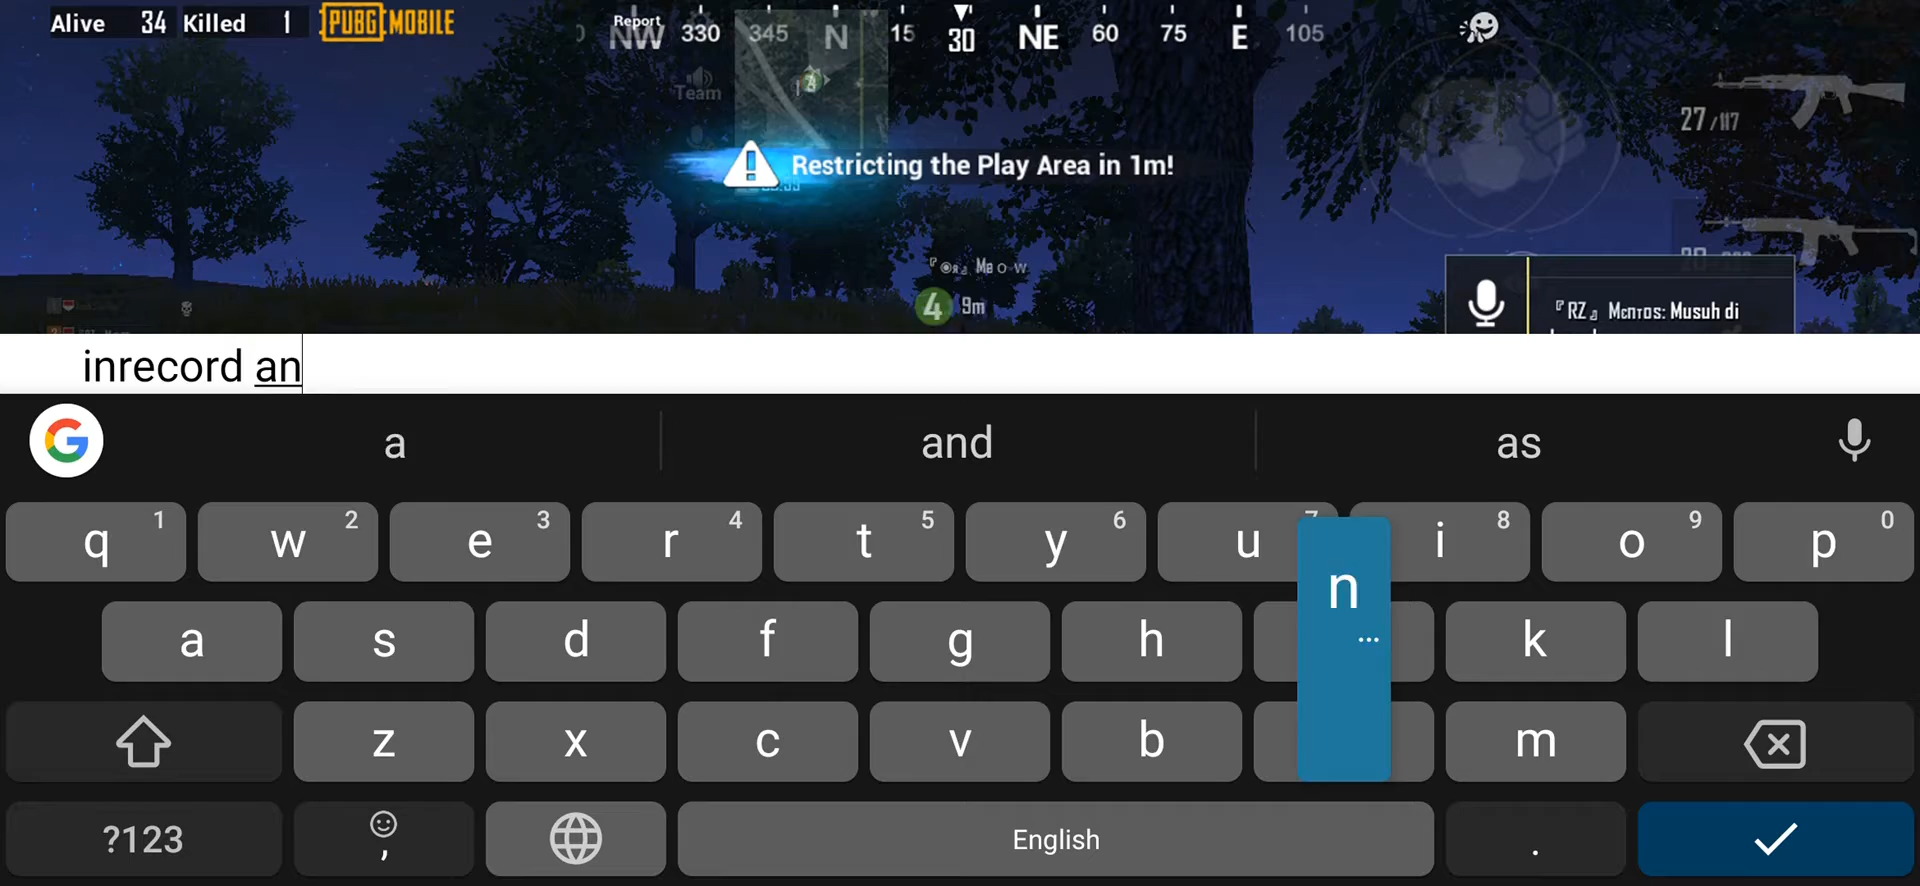 Alive 34 Killed 1 PUBG MOBILE
Report
NW 330 345 N 15 30 NE 60 75 E 105
Team
27/117
Restricting the Play Area in 1m!
4 9m
『RZ』 Mentos: Musuh di
inrecord an
a and as
q 1 w 2 e 3 r 4 t 5 y 6 u 7 i 8 o 9 p 0
n
...
a s d f g h k l
z x c v b m
?123 , English .